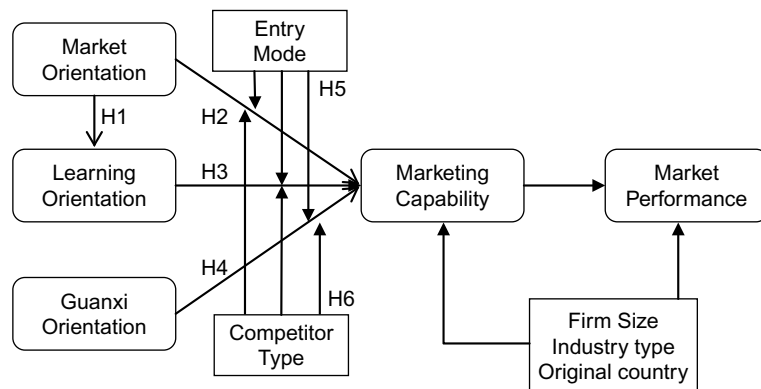 Market
Orientation
Entry
Mode
H5
H1
H2
Learning
Orientation
H3
Marketing
Capability
Market
Performance
H4
Guanxi
Orientation
H6
Competitor
Type
Firm Size
Industry type
Original country